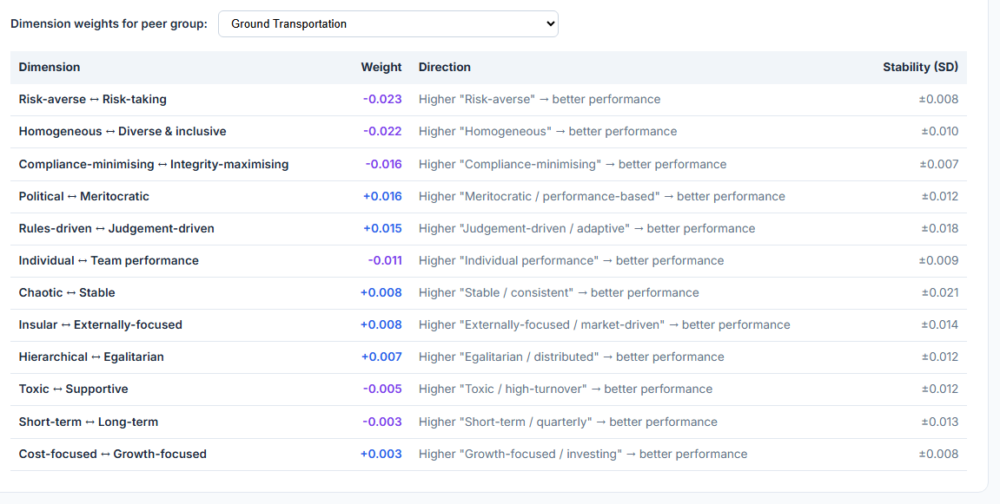 Dimension weights for peer group: Ground Transportation
Dimension Weight Direction Stability (SD)
Risk-averse ↔ Risk-taking -0.023 Higher "Risk-averse" → better performance ±0.008
Homogeneous ↔ Diverse & inclusive -0.022 Higher "Homogeneous" → better performance ±0.010
Compliance-minimising ↔ Integrity-maximising -0.016 Higher "Compliance-minimising" → better performance ±0.007
Political ↔ Meritocratic +0.016 Higher "Meritocratic / performance-based" → better performance ±0.012
Rules-driven ↔ Judgement-driven +0.015 Higher "Judgement-driven / adaptive" → better performance ±0.018
Individual ↔ Team performance -0.011 Higher "Individual performance" → better performance ±0.009
Chaotic ↔ Stable +0.008 Higher "Stable / consistent" → better performance ±0.021
Insular ↔ Externally-focused +0.008 Higher "Externally-focused / market-driven" → better performance ±0.014
Hierarchical ↔ Egalitarian +0.007 Higher "Egalitarian / distributed" → better performance ±0.012
Toxic ↔ Supportive -0.005 Higher "Toxic / high-turnover" → better performance ±0.012
Short-term ↔ Long-term -0.003 Higher "Short-term / quarterly" → better performance ±0.013
Cost-focused ↔ Growth-focused +0.003 Higher "Growth-focused / investing" → better performance ±0.008